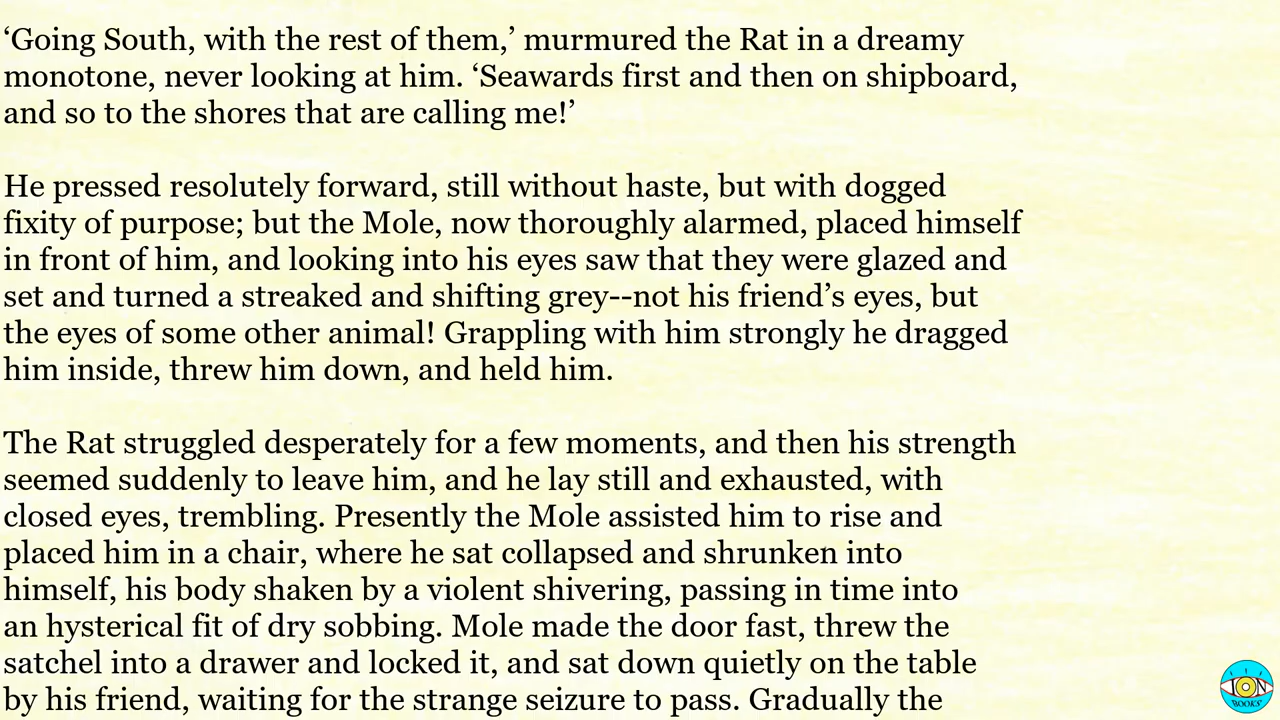 ‘Going South, with the rest of them,’ murmured the Rat in a dreamy
monotone, never looking at him. ‘Seawards first and then on shipboard,
and so to the shores that are calling me!’
He pressed resolutely forward, still without haste, but with dogged
fixity of purpose; but the Mole, now thoroughly alarmed, placed himself
in front of him, and looking into his eyes saw that they were glazed and
set and turned a streaked and shifting grey--not his friend’s eyes, but
the eyes of some other animal! Grappling with him strongly he dragged
him inside, threw him down, and held him.
The Rat struggled desperately for a few moments, and then his strength
seemed suddenly to leave him, and he lay still and exhausted, with
closed eyes, trembling. Presently the Mole assisted him to rise and
placed him in a chair, where he sat collapsed and shrunken into
himself, his body shaken by a violent shivering, passing in time into
an hysterical fit of dry sobbing. Mole made the door fast, threw the
satchel into a drawer and locked it, and sat down quietly on the table
by his friend, waiting for the strange seizure to pass. Gradually the
ION
BOOKS